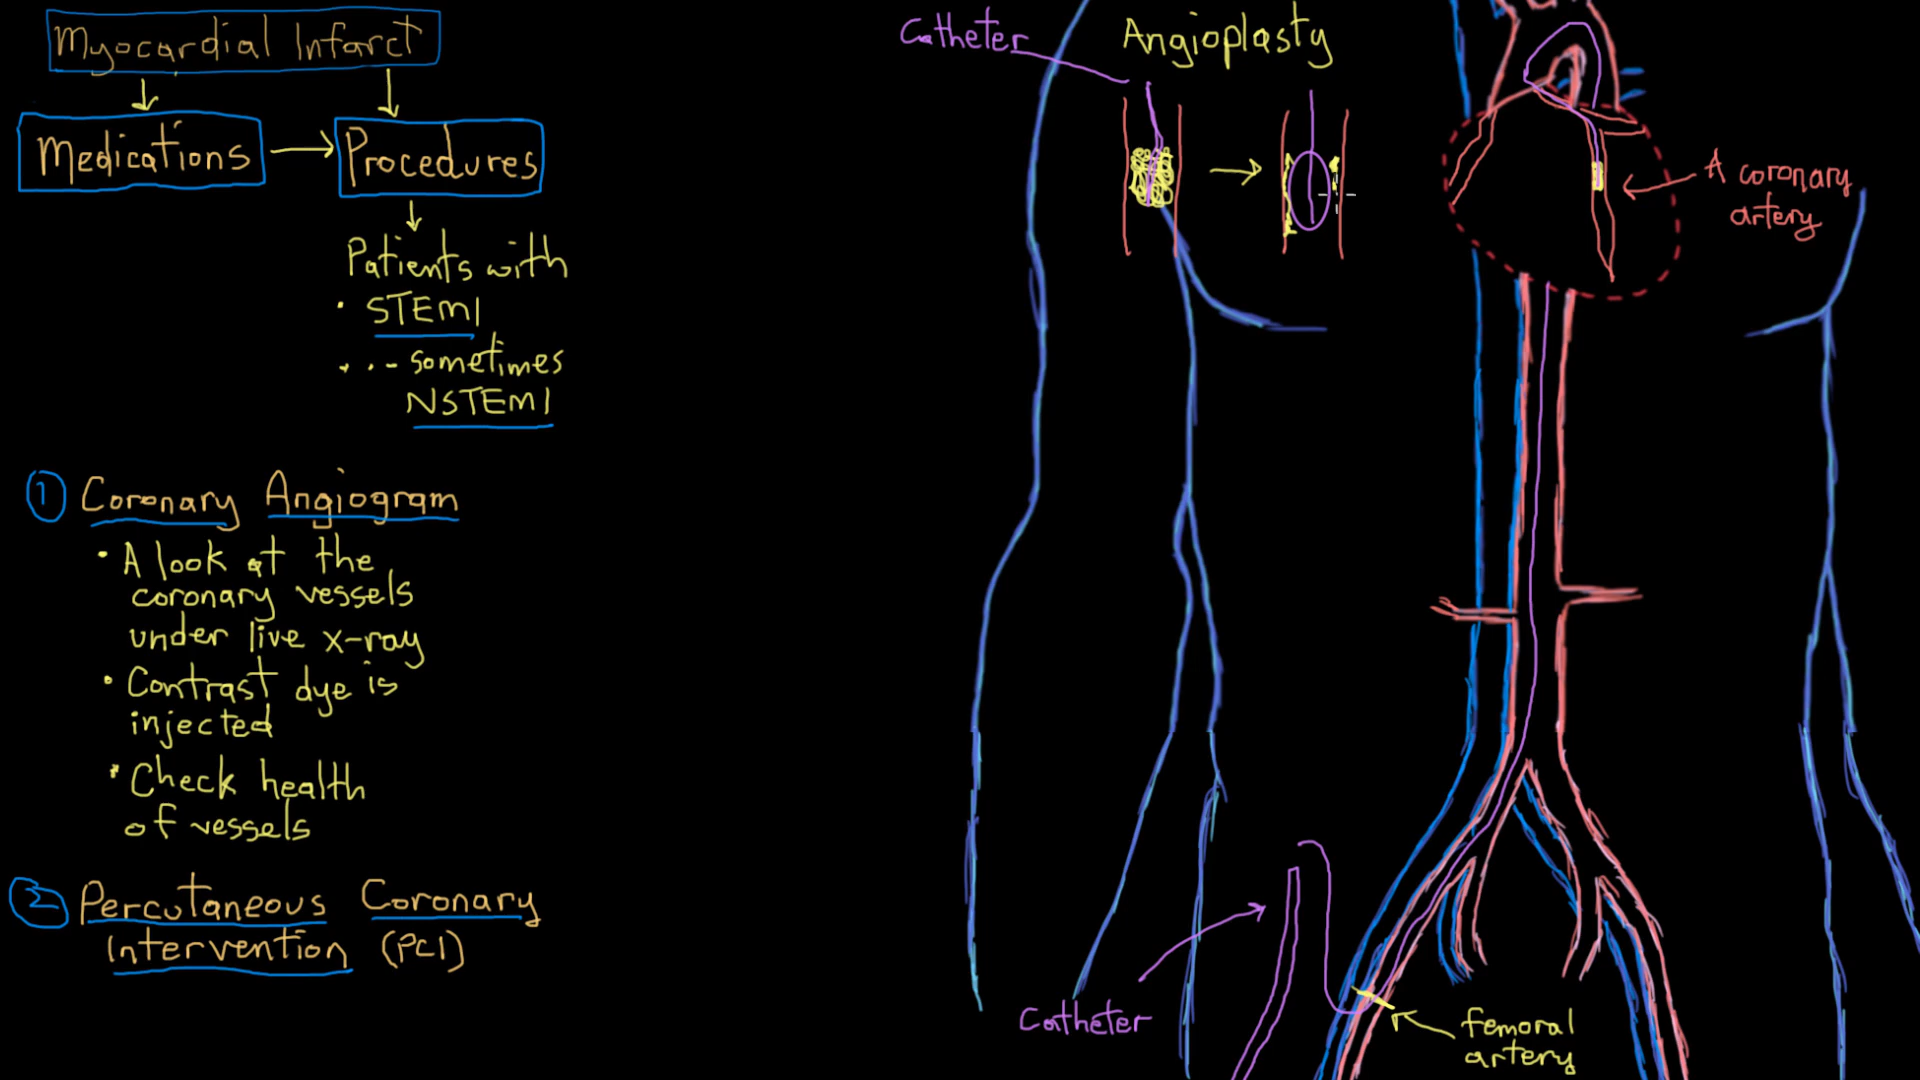 Myocardial Infarct
Medications
Procedures
Patients with
• STEMI
• ..- sometimes
NSTEMI
① Coronary Angiogram
• A look at the
coronary vessels
under live x-ray
• Contrast dye is
injected
• Check health
of vessels
② Percutaneous Coronary
Intervention (PCI)
Catheter
Angioplasty
A coronary
artery
Catheter
femoral
artery